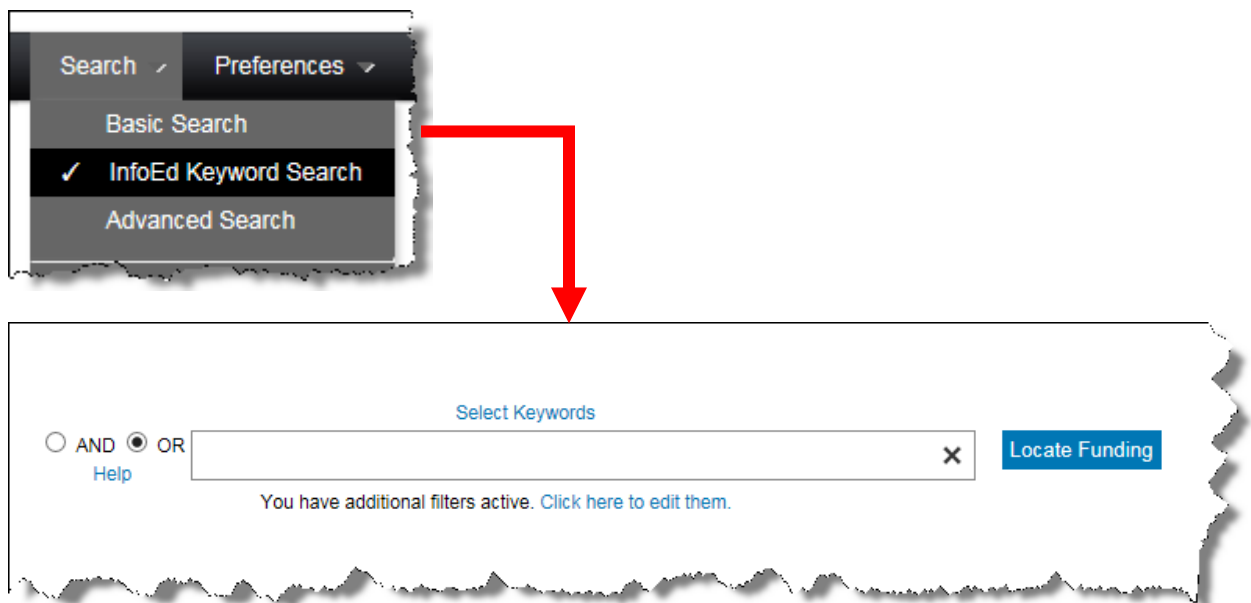 Search Preferences
Basic Search
✓ InfoEd Keyword Search
Advanced Search
Select Keywords
AND OR Locate Funding
Help
You have additional filters active. Click here to edit them.